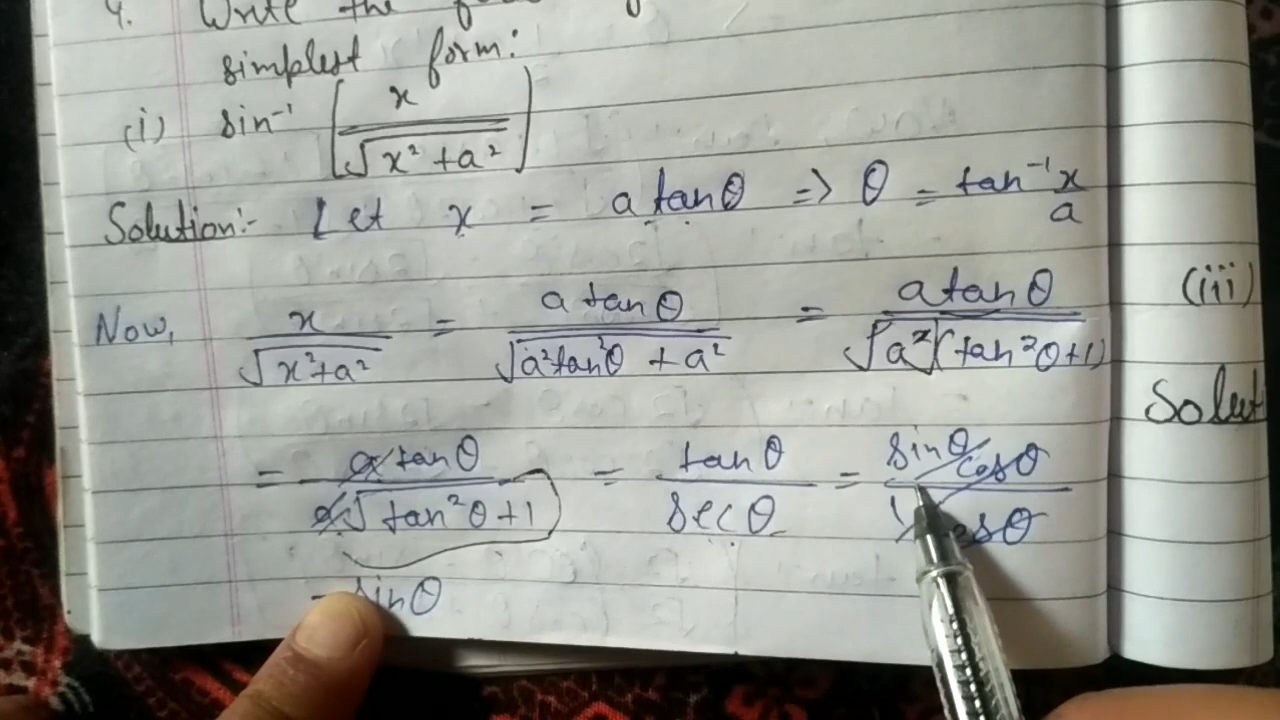 4. Write the
simplest form:
(i) sin⁻¹ [x / √(x² + a²)]
Solution:- Let x = a tanθ => θ = tan⁻¹ x/a
Now, x / √(x²+a²) = a tanθ / √(a²tan²θ + a²) = a tanθ / √(a²(tan²θ+1))
(iii)
= a tanθ / a√(tan²θ+1) = tanθ / secθ = sinθ/cosθ / 1/cosθ
= sinθ